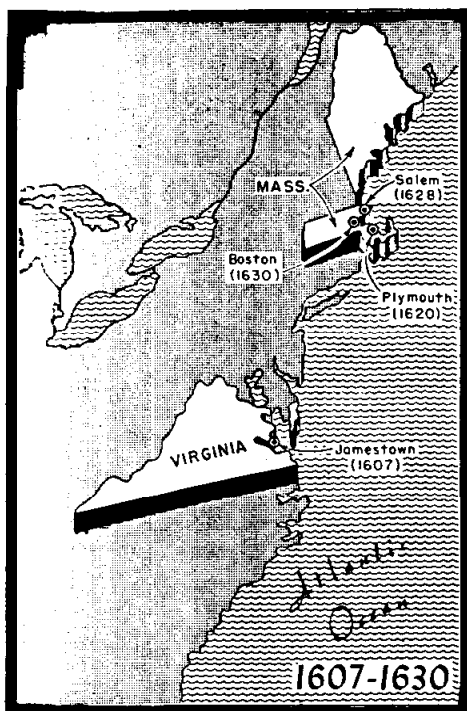 MASS.
Salem
(1628)
Boston
(1630)
Plymouth
(1620)
VIRGINIA
Jamestown
(1607)
Atlantic
Ocean
1607-1630